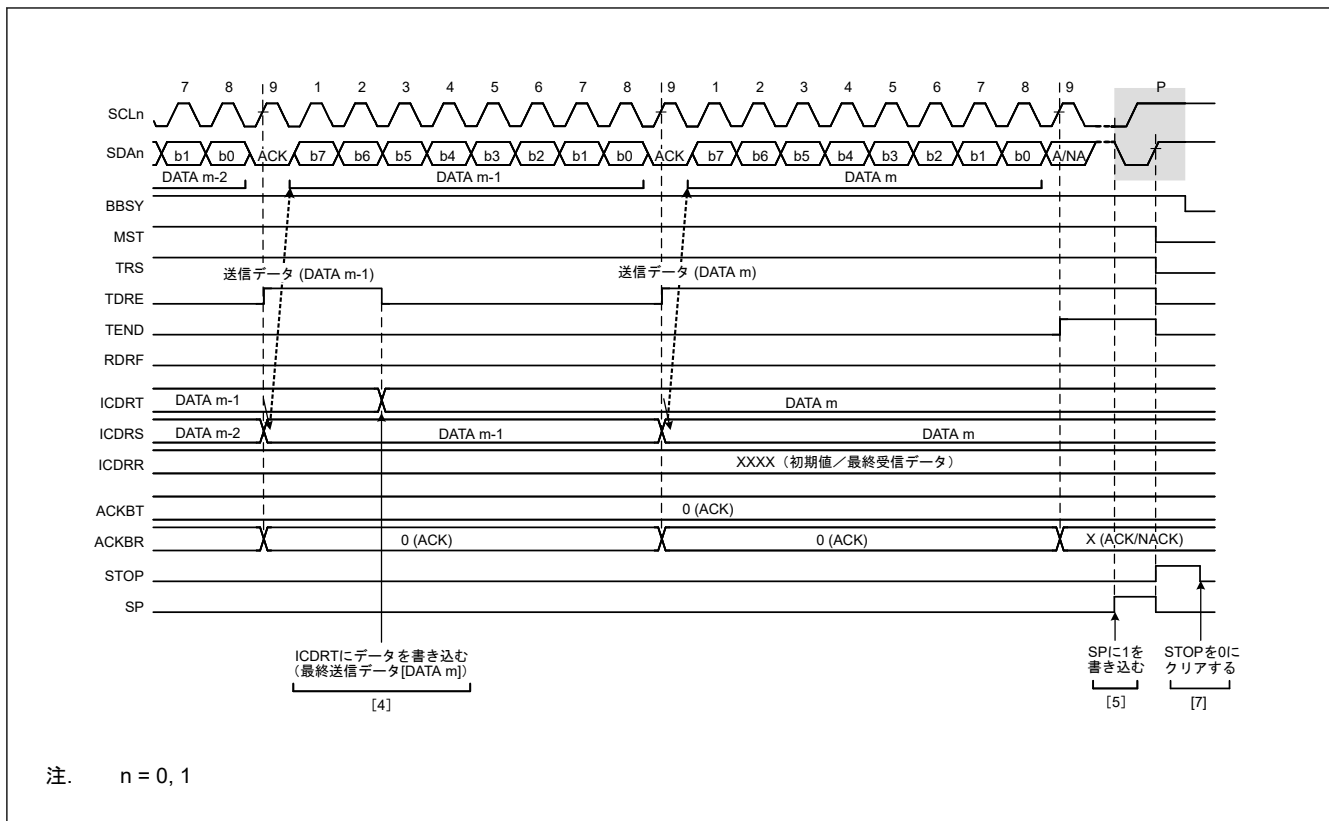 7 8 9 1 2 3 4 5 6 7 8 9 1 2 3 4 5 6 7 8 9 P
SCLn
SDAn b1 b0 ACK b7 b6 b5 b4 b3 b2 b1 b0 ACK b7 b6 b5 b4 b3 b2 b1 b0 A/NA
DATA m-2 DATA m-1 DATA m
BBSY
MST
TRS
送信データ (DATA m-1) 送信データ (DATA m)
TDRE
TEND
RDRF
ICDRT DATA m-1 DATA m
ICDRS DATA m-2 DATA m-1 DATA m
ICDRR XXXX（初期値／最終受信データ）
ACKBT 0 (ACK)
ACKBR 0 (ACK) 0 (ACK) X (ACK/NACK)
STOP
SP
ICDRTにデータを書き込む
（最終送信データ[DATA m]）
[4]
SPに1を
書き込む
[5]
STOPを0に
クリアする
[7]
注. n = 0, 1